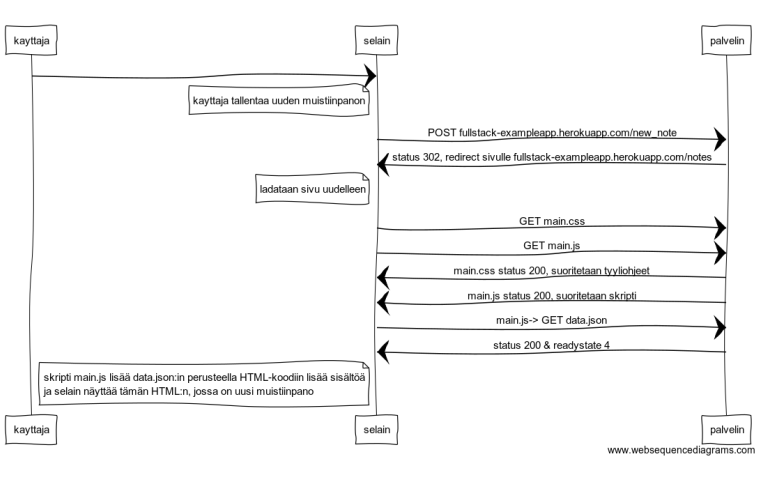 kayttaja
selain
palvelin
kayttaja tallentaa uuden muistiinpanon
POST fullstack-exampleapp.herokuapp.com/new_note
status 302, redirect sivulle fullstack-exampleapp.herokuapp.com/notes
ladataan sivu uudelleen
GET main.css
GET main.js
main.css status 200, suoritetaan tyyliohjeet
main.js status 200, suoritetaan skripti
main.js-> GET data.json
status 200 & readystate 4
skripti main.js lisää data.json:in perusteella HTML-koodiin lisää sisältöä
ja selain näyttää tämän HTML:n, jossa on uusi muistiinpano
kayttaja
selain
palvelin
www.websequencediagrams.com